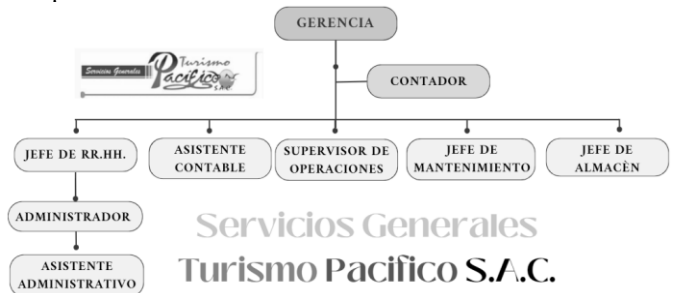 GERENCIA
Servicios Generales
Turismo
Pacífico
S.A.C.
CONTADOR
JEFE DE RR.HH.
ASISTENTE
CONTABLE
SUPERVISOR DE
OPERACIONES
JEFE DE
MANTENIMIENTO
JEFE DE
ALMACÈN
ADMINISTRADOR
ASISTENTE
ADMINISTRATIVO
Servicios Generales
Turismo Pacifico S.A.C.